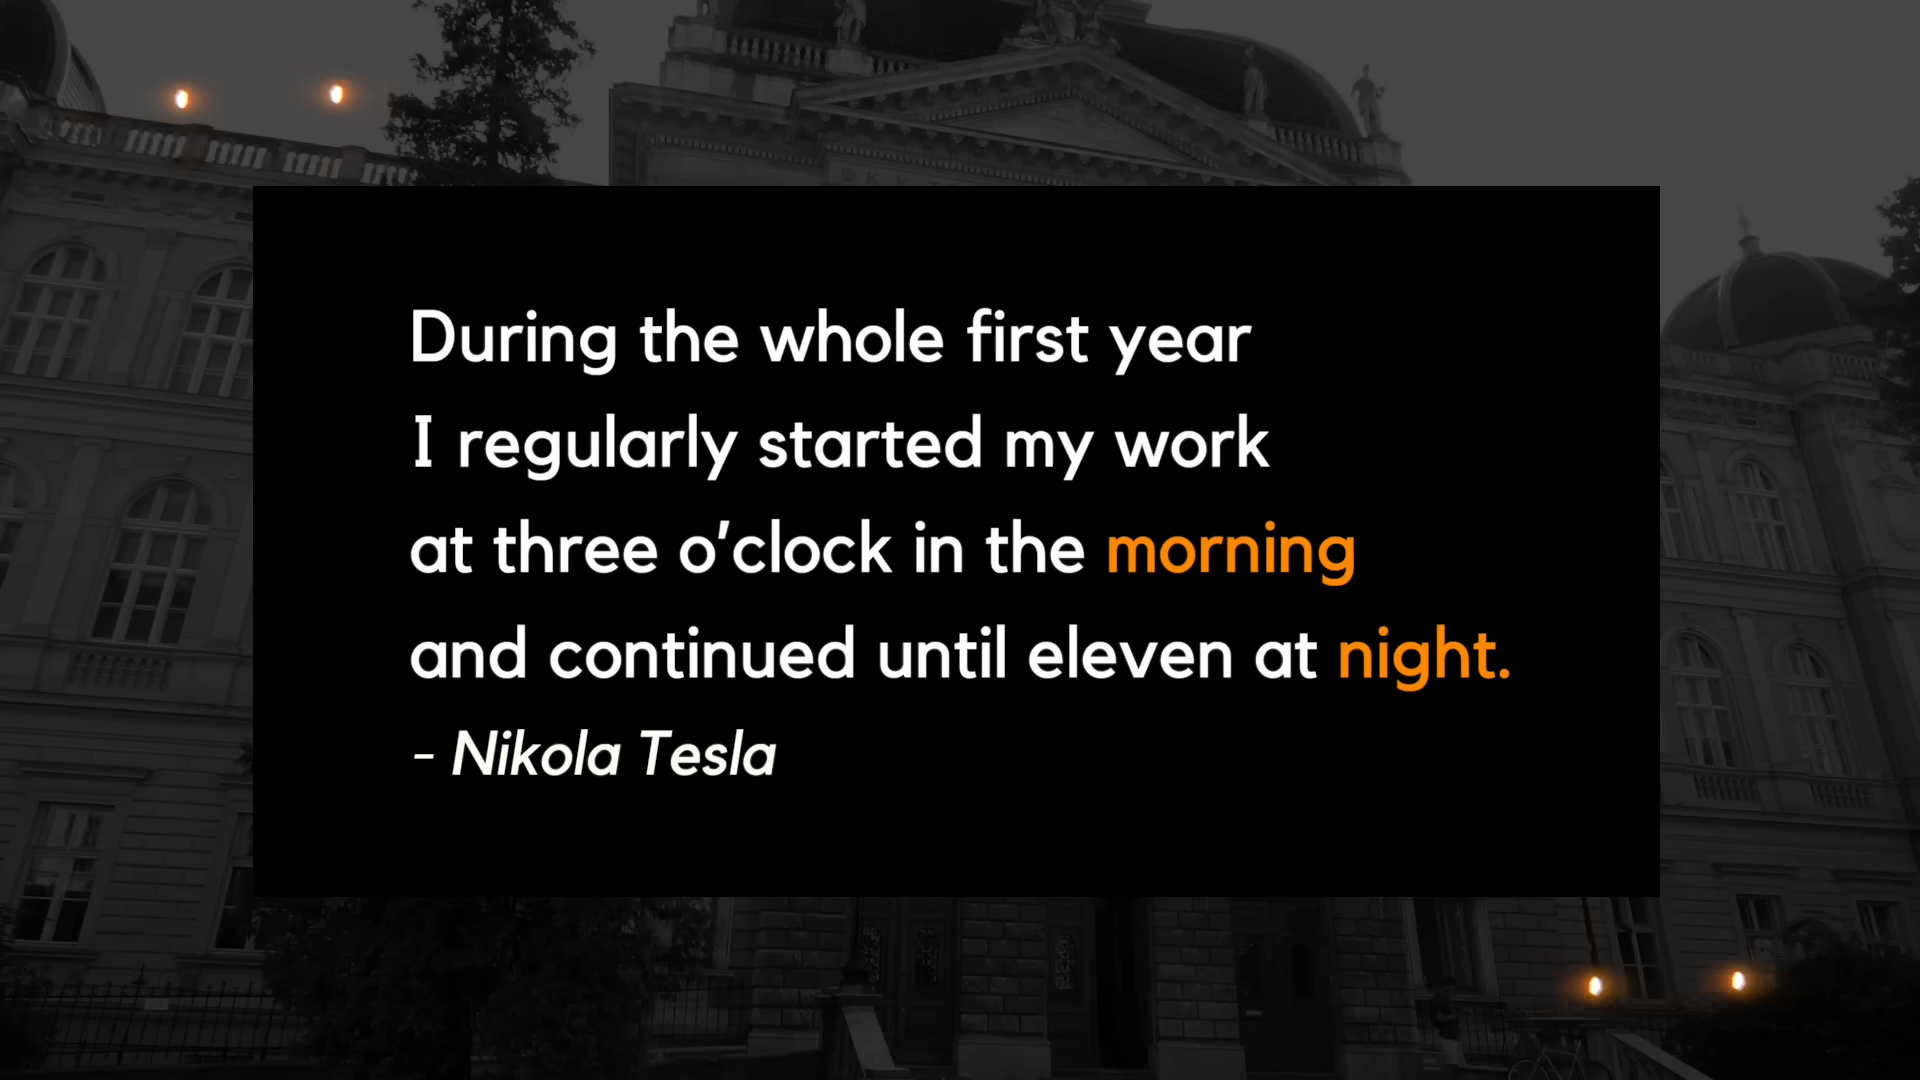 During the whole first year
I regularly started my work
at three o’clock in the morning
and continued until eleven at night.
- Nikola Tesla